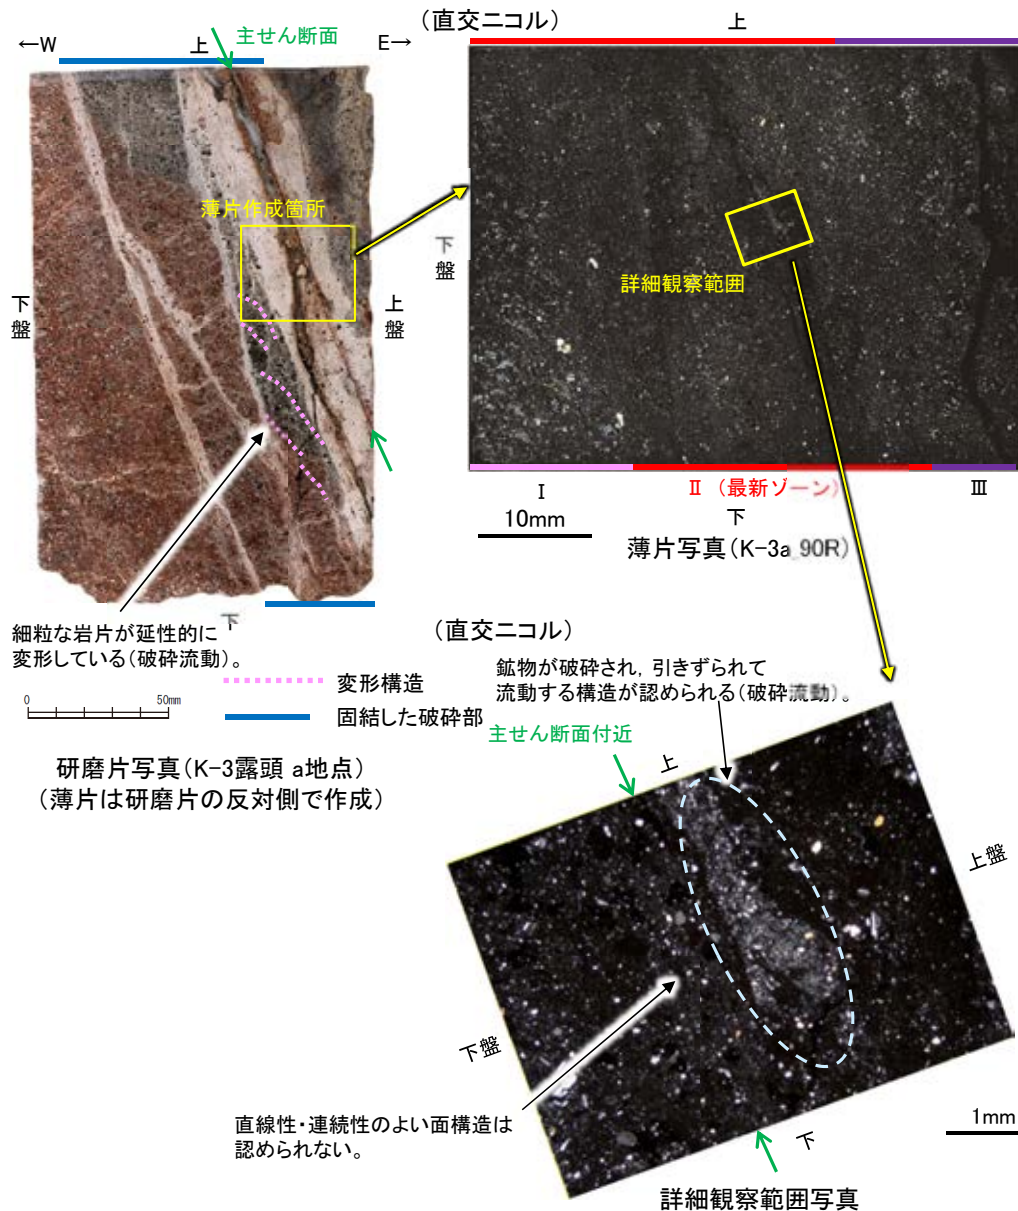 ←W
上
主せん断面
E→
薄片作成箇所
下
盤
上
盤
細粒な岩片が延性的に
変形している(破砕流動)。
下
0
50mm
変形構造
固結した破砕部
研磨片写真(K-3露頭 a地点)
(薄片は研磨片の反対側で作成)
(直交ニコル)
上
下
盤
詳細観察範囲
Ⅰ
Ⅱ (最新ゾーン)
Ⅲ
10mm
下
薄片写真(K-3a_90R)
(直交ニコル)
鉱物が破砕され,引きずられて
流動する構造が認められる(破砕流動)。
主せん断面付近
上
上盤
下盤
直線性・連続性のよい面構造は
認められない。
下
1mm
詳細観察範囲写真